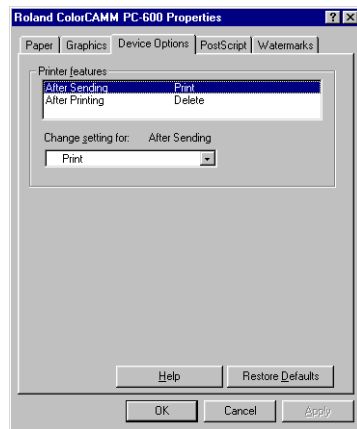 Roland ColorCAMM PC-600 Properties
Paper Graphics Device Options PostScript Watermarks
Printer features
After Sending Print
After Printing Delete
Change setting for: After Sending
Print
Help Restore Defaults
OK Cancel Apply